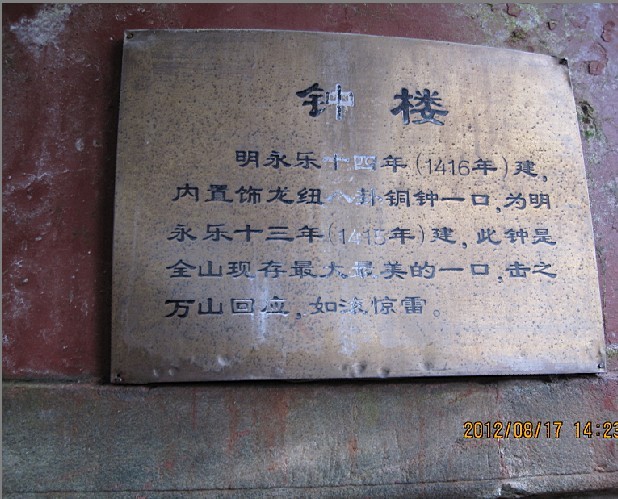 钟楼
明永乐十四年(1416年)建,
内置饰龙纽八卦铜钟一口,为明
永乐十三年(1415年)建,此钟是
全山现存最大最美的一口,击之
万山回应,如滚惊雷。
2012/08/17 14:23